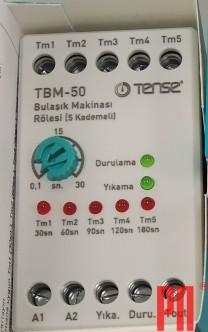 Tm1 Tm2 Tm3 Tm4 Tm5
TBM-50
TENSE
Bulaşık Makinası
Rölesi (5 Kademeli)
15
Durulama
0,1 sn. 30
Yıkama
Tm1 Tm2 Tm3 Tm4 Tm5
30sn 60sn 90sn 120sn 180sn
A1 A2 Yıka. Duru. Tout